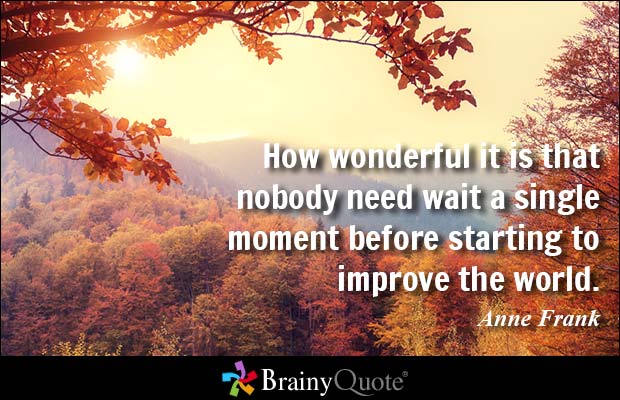 How wonderful it is that
nobody need wait a single
moment before starting to
improve the world.
Anne Frank
BrainyQuote®